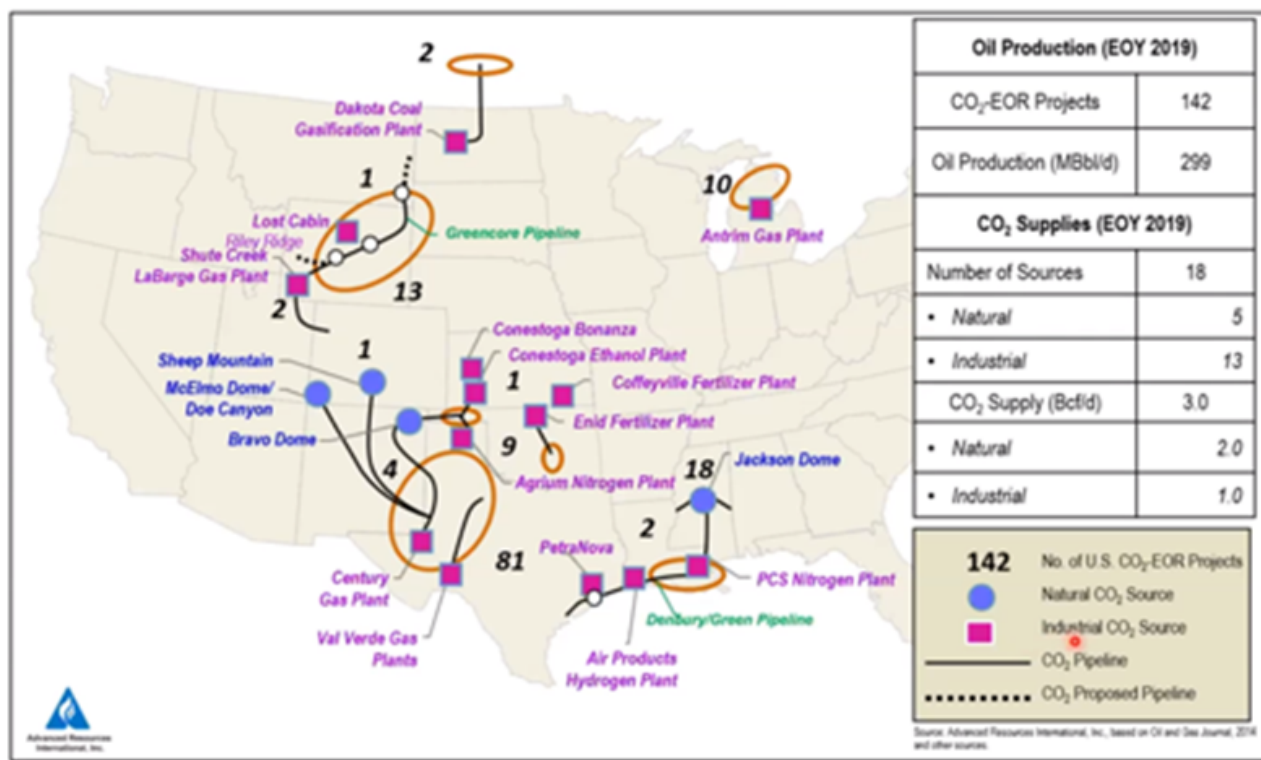 2
Dakota Coal
Gasification Plant
1
Lost Cabin
Riley Ridge
Shute Creek
LaBarge Gas Plant
Greencore Pipeline
13
2
10
Antrim Gas Plant
Sheep Mountain
1
McElmo Dome/
Doe Canyon
Bravo Dome
Conestoga Bonanza
Conestoga Ethanol Plant
1
Coffeyville Fertilizer Plant
Enid Fertilizer Plant
9
Agrium Nitrogen Plant
4
18
Jackson Dome
2
81
PetraNova
PCS Nitrogen Plant
Century
Gas Plant
Denbury/Green Pipeline
Val Verde Gas
Plants
Air Products
Hydrogen Plant
Advanced Resources
International, Inc.
Oil Production (EOY 2019)
CO₂-EOR Projects 142
Oil Production (MBbl/d) 299
CO₂ Supplies (EOY 2019)
Number of Sources 18
• Natural 5
• Industrial 13
CO₂ Supply (Bcf/d) 3.0
• Natural 2.0
• Industrial 1.0
142 No. of U.S. CO₂-EOR Projects
Natural CO₂ Source
Industrial CO₂ Source
CO₂ Pipeline
CO₂ Proposed Pipeline
Source: Advanced Resources International, Inc., based on Oil and Gas Journal, 2014
and other sources.